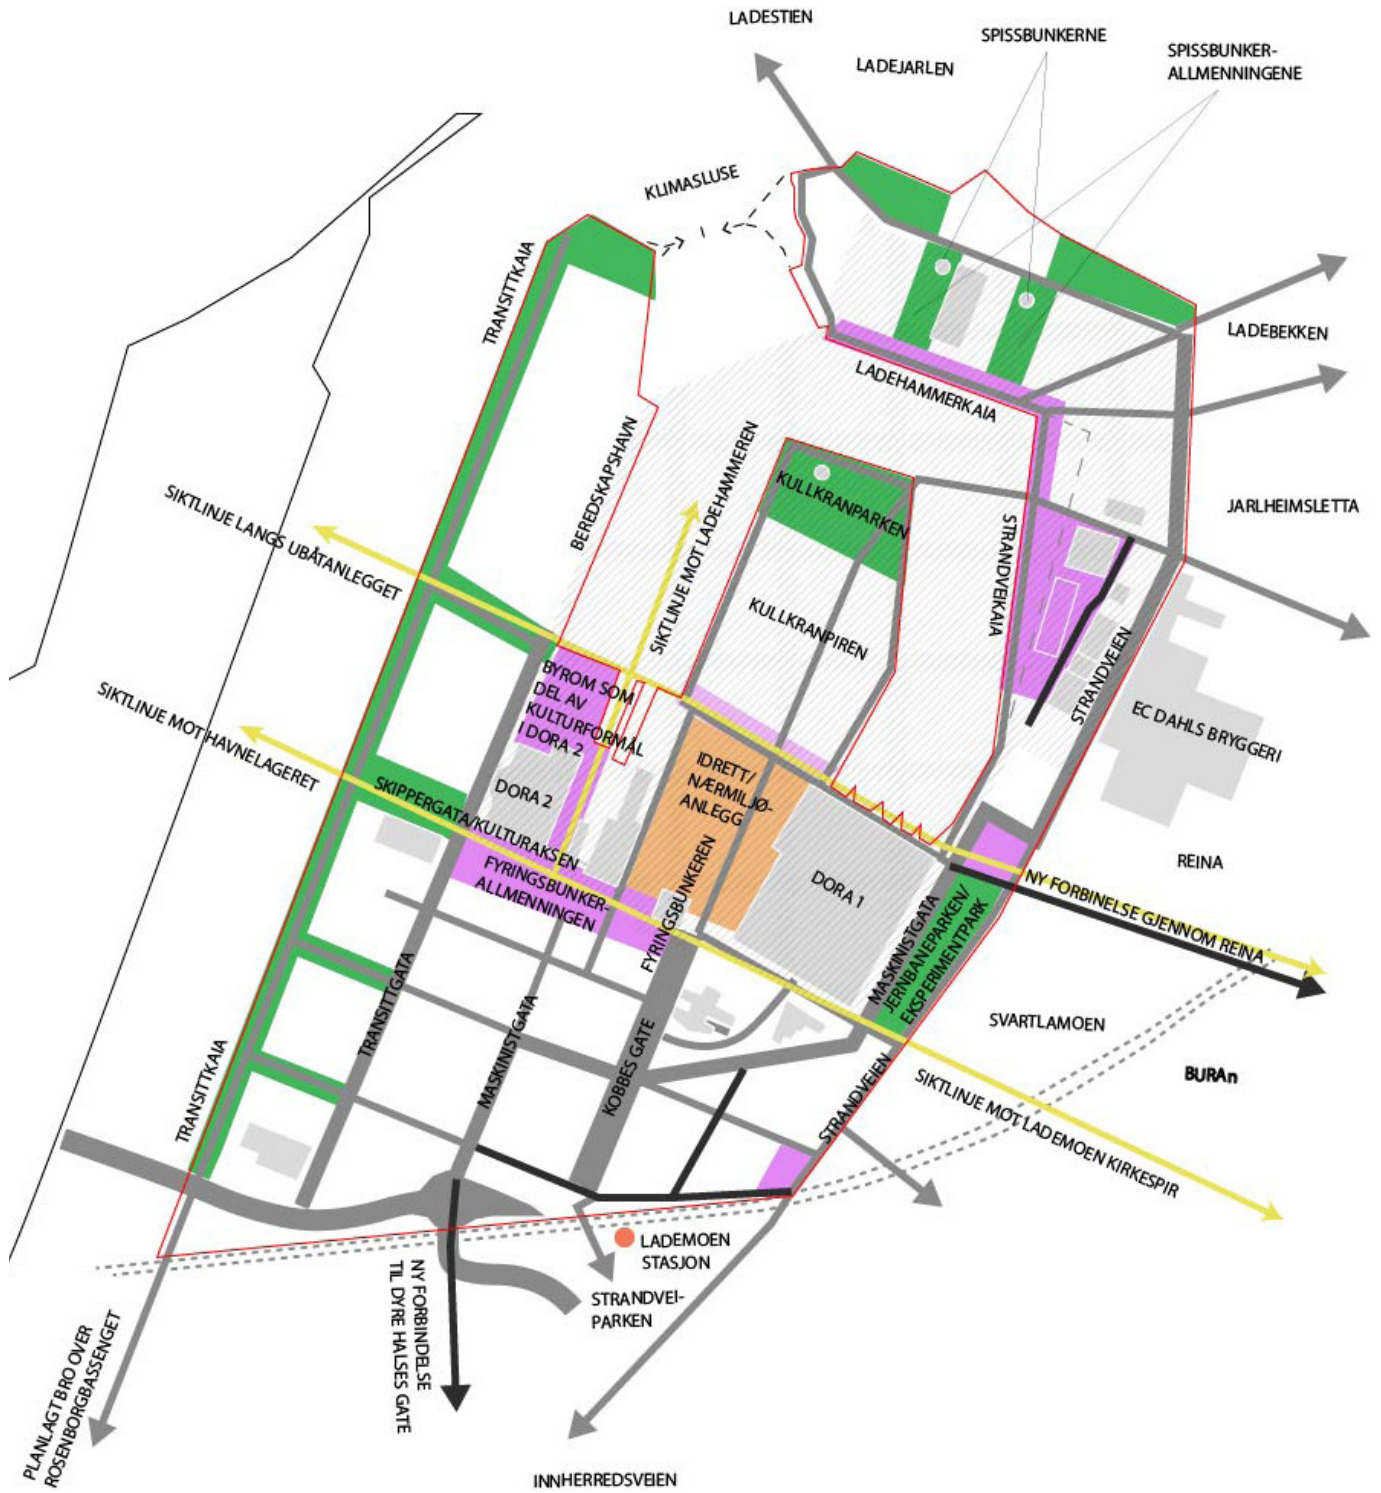 LADESTIEN
SPISSBUNKERNE
SPISSBUNKER-
ALLMENNINGENE
LADEJARLEN
KLIMASLUSE
TRANSITTKAIA
LADEBEKKEN
LADEHAMMERKAIA
BEREDSKAPSHAVN
SIKTLINJE MOT LADEHAMMEREN
KULLKRANPARKEN
SIKTLINJE LANGS UBÅTANLEGGET
JARLHEIMSLETTA
STRANDVEIKAIA
KULLKRANPIREN
STRANDVEIEN
BYROM SOM
DEL AV
KULTURFORMÅL
I DORA 2
SIKTLINJE MOT HAVNELAGERET
EC DAHLS BRYGGERI
IDRETT/
NÆRMILJØ-
ANLEGG
DORA 2
SKIPPERGATA/KULTURAKSEN
FYRINGSBUNKER-
ALLMENNINGEN
FYRINGSBUNKEREN
DORA 1
REINA
NY FORBINELSE GJENNOM REINA
MASKINISTGATA
JERNBANEPARKEN/
EKSPERIMENTPARK
TRANSITTGATA
SVARTLAMOEN
MASKINISTGATA
KOBBES GATE
BURAn
TRANSITTKAIA
STRANDVEIEN
SIKTLINJE MOT LADEMOEN KIRKESPIR
LADEMOEN
STASJON
STRANDVEI-
PARKEN
NY FORBINDELSE
TIL DYRE HALSES GATE
PLANLAGT BRO OVER
ROSENBORGBASSENGET
INNHERREDSVEIEN